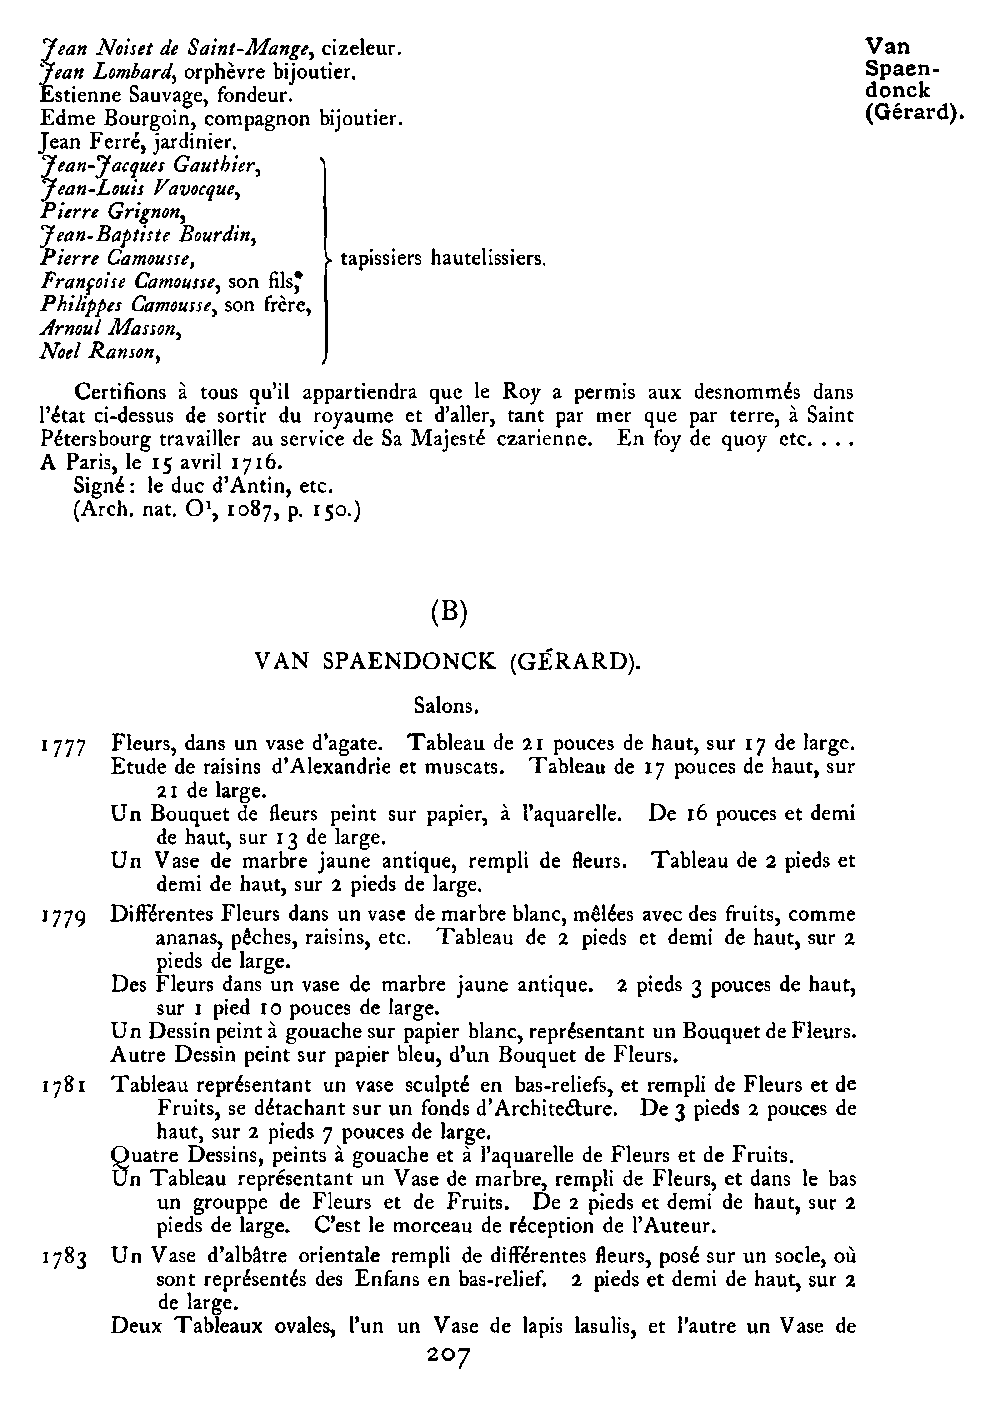 Jean Noiset de Saint-Mange, cizeleur.
Jean Lombard, orphèvre bijoutier.
Estienne Sauvage, fondeur.
Edme Bourgoin, compagnon bijoutier.
Jean Ferré, jardinier.
Jean-Jacques Gauthier,
Jean-Louis Vavocque,
Pierre Grignon,
Jean-Baptiste Bourdin,
Pierre Camousse,
Françoise Camousse, son fils,
Philippes Camousse, son frère,
Arnoul Masson,
Noel Ranson,
tapissiers hautelissiers.
Van
Spaen-
donck
(Gérard).
Certifions à tous qu'il appartiendra que le Roy a permis aux desnommés dans
l'état ci-dessus de sortir du royaume et d'aller, tant par mer que par terre, à Saint
Pétersbourg travailler au service de Sa Majesté czarienne. En foy de quoy etc. . . .
A Paris, le 15 avril 1716.
Signé: le duc d'Antin, etc.
(Arch. nat. O¹, 1087, p. 150.)
(B)
VAN SPAENDONCK (GÉRARD).
Salons.
1777 Fleurs, dans un vase d'agate. Tableau de 21 pouces de haut, sur 17 de large.
Etude de raisins d'Alexandrie et muscats. Tableau de 17 pouces de haut, sur
21 de large.
Un Bouquet de fleurs peint sur papier, à l'aquarelle. De 16 pouces et demi
de haut, sur 13 de large.
Un Vase de marbre jaune antique, rempli de fleurs. Tableau de 2 pieds et
demi de haut, sur 2 pieds de large.
1779 Différentes Fleurs dans un vase de marbre blanc, mêlées avec des fruits, comme
ananas, pêches, raisins, etc. Tableau de 2 pieds et demi de haut, sur 2
pieds de large.
Des Fleurs dans un vase de marbre jaune antique. 2 pieds 3 pouces de haut,
sur 1 pied 10 pouces de large.
Un Dessin peint à gouache sur papier blanc, représentant un Bouquet de Fleurs.
Autre Dessin peint sur papier bleu, d'un Bouquet de Fleurs.
1781 Tableau représentant un vase sculpté en bas-reliefs, et rempli de Fleurs et de
Fruits, se détachant sur un fonds d'Architecture. De 3 pieds 2 pouces de
haut, sur 2 pieds 7 pouces de large.
Quatre Dessins, peints à gouache et à l'aquarelle de Fleurs et de Fruits.
Un Tableau représentant un Vase de marbre, rempli de Fleurs, et dans le bas
un grouppe de Fleurs et de Fruits. De 2 pieds et demi de haut, sur 2
pieds de large. C'est le morceau de réception de l'Auteur.
1783 Un Vase d'albâtre orientale rempli de différentes fleurs, posé sur un socle, où
sont représentés des Enfans en bas-relief. 2 pieds et demi de haut, sur 2
de large.
Deux Tableaux ovales, l'un un Vase de lapis lasulis, et l'autre un Vase de
207